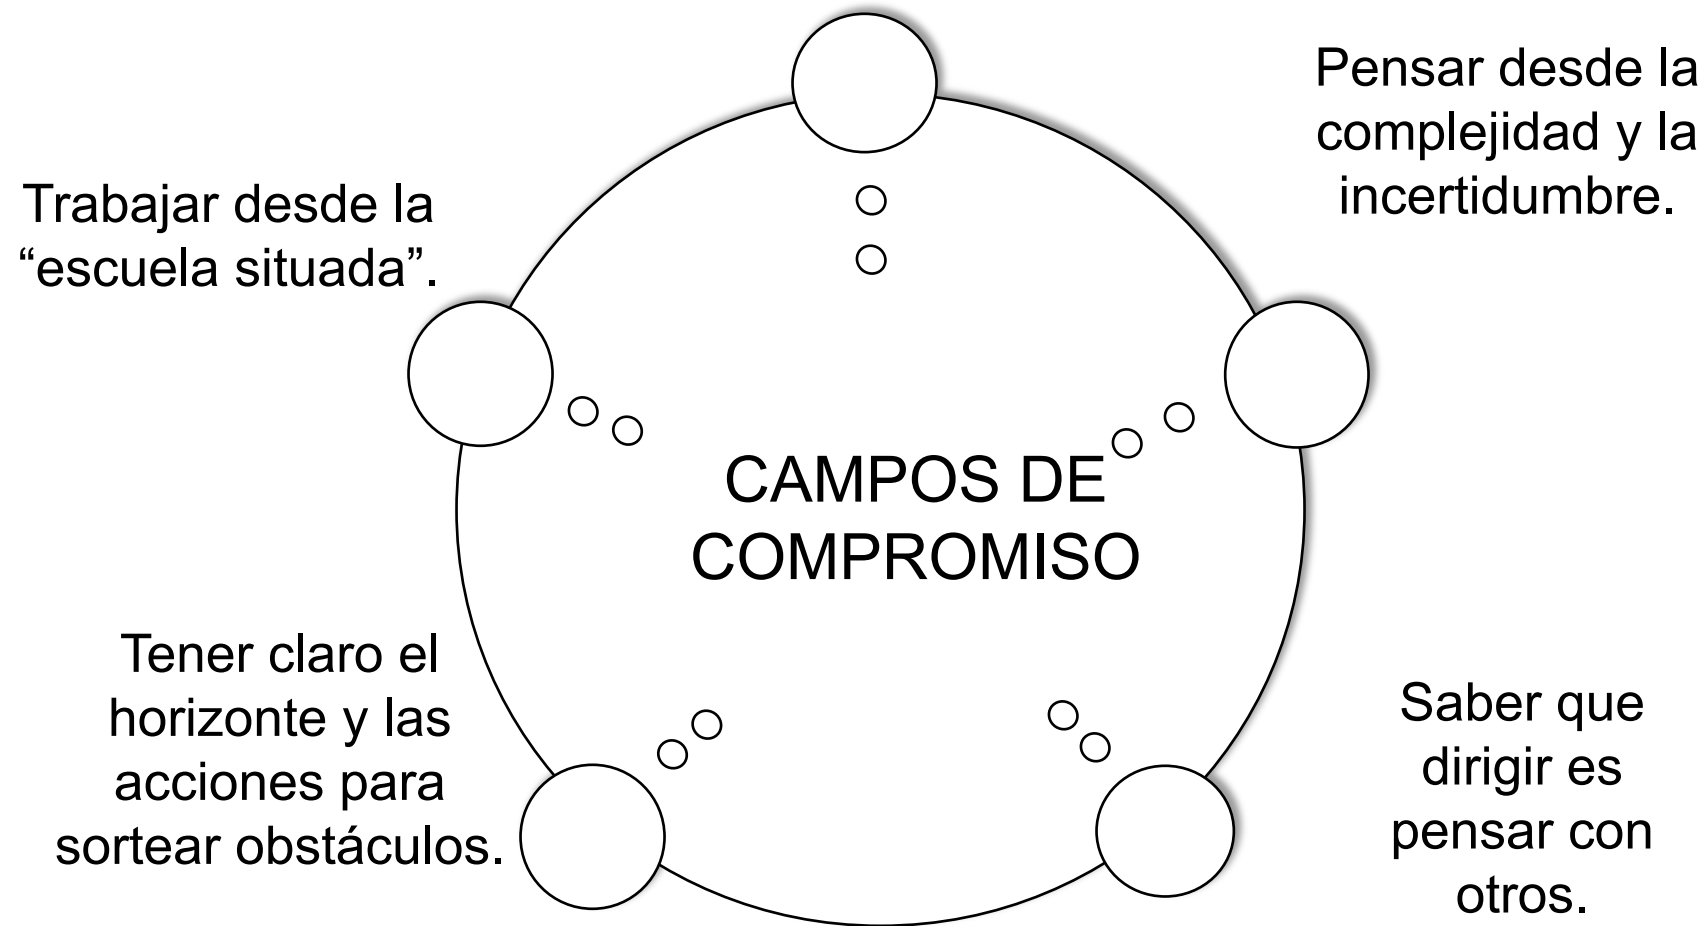 Pensar desde la
complejidad y la
incertidumbre.
Trabajar desde la
“escuela situada”.
CAMPOS DE
COMPROMISO
Tener claro el
horizonte y las
acciones para
sortear obstáculos.
Saber que
dirigir es
pensar con
otros.